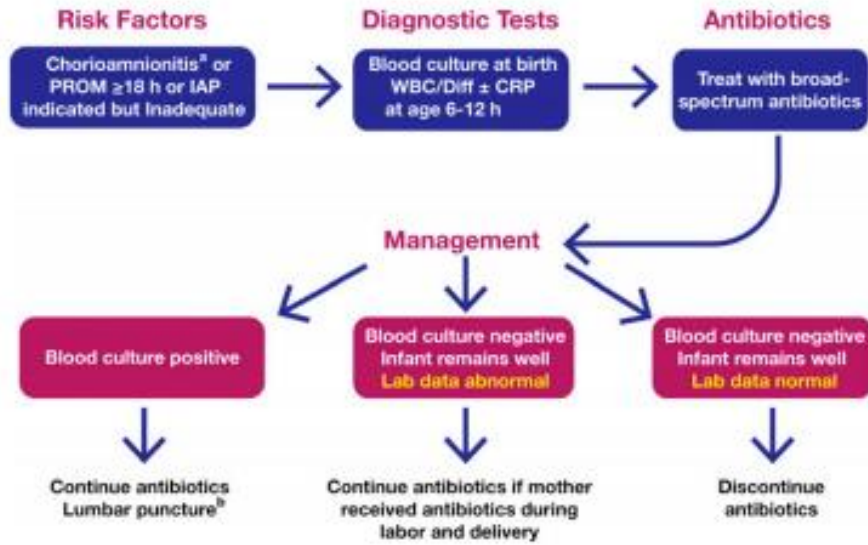 Risk Factors
Diagnostic Tests
Antibiotics
Chorioamnionitisᵃ or
PROM ≥18 h or IAP
indicated but Inadequate
Blood culture at birth
WBC/Diff ± CRP
at age 6-12 h
Treat with broad-
spectrum antibiotics
Management
Blood culture positive
Blood culture negative
Infant remains well
Lab data abnormal
Blood culture negative
Infant remains well
Lab data normal
Continue antibiotics
Lumbar punctureᵇ
Continue antibiotics if mother
received antibiotics during
labor and delivery
Discontinue
antibiotics